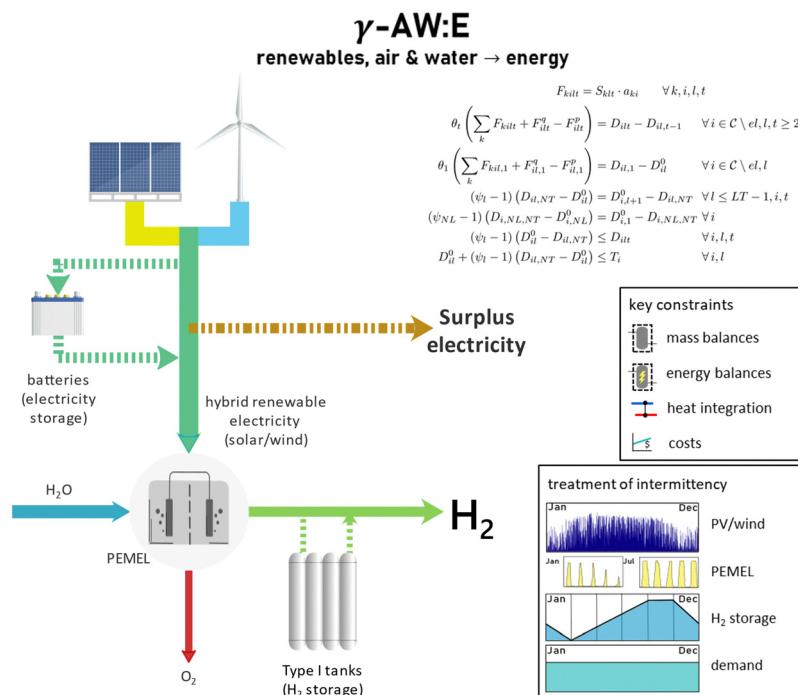 γ-AW:E
renewables, air & water → energy
F_{kilt} = S_{klt} · a_{ki} ∀ k, i, l, t
θ_t (∑_k F_{kilt} + F^q_{ilt} − F^p_{ilt}) = D_{ilt} − D_{il,t−1} ∀ i ∈ C \ el, l, t ≥ 2
θ_1 (∑_k F_{kil,1} + F^q_{il,1} − F^p_{il,1}) = D_{il,1} − D^0_{il} ∀ i ∈ C \ el, l
(ψ_l − 1) (D_{il,NT} − D^0_{il}) = D^0_{i,l+1} − D_{il,NT} ∀ l ≤ LT − 1, i, t
(ψ_{NL} − 1) (D_{i,NL,NT} − D^0_{i,NL}) = D^0_{i,1} − D_{i,NL,NT} ∀ i
(ψ_l − 1) (D^0_{il} − D_{il,NT}) ≤ D_{ilt} ∀ i, l, t
D^0_{il} + (ψ_l − 1) (D_{il,NT} − D^0_{il}) ≤ T_i ∀ i, l
Surplus
electricity
batteries
(electricity
storage)
hybrid renewable
electricity
(solar/wind)
H₂O
PEMEL
H₂
O₂
Type I tanks
(H₂ storage)
key constraints
mass balances
energy balances
heat integration
$ costs
treatment of intermittency
Jan Dec
PV/wind
Jan Jul
PEMEL
Jan Dec
H₂ storage
Jan Dec
demand